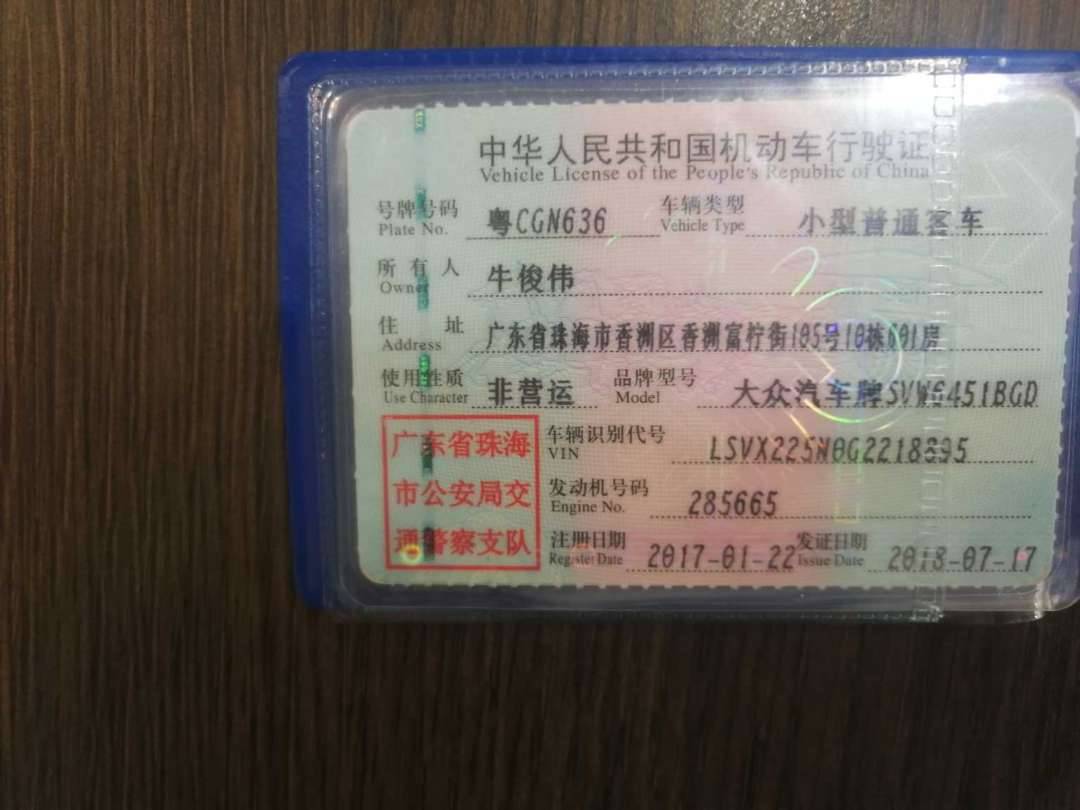 中华人民共和国机动车行驶证
Vehicle License of the People's Republic of China
号牌号码 粤CGN636 车辆类型 小型普通客车
Plate No. Vehicle Type
所有人 牛俊伟
Owner
住址 广东省珠海市香洲区香洲富柠街105号10栋601房
Address
使用性质 非营运 品牌型号 大众汽车牌SVW6451BGD
Use Character Model
广东省珠海
市公安局交
通警察支队
车辆识别代号 LSVX225N0G2218895
VIN
发动机号码 285665
Engine No.
注册日期 2017-01-22 发证日期 2018-07-17
Register Date Issue Date